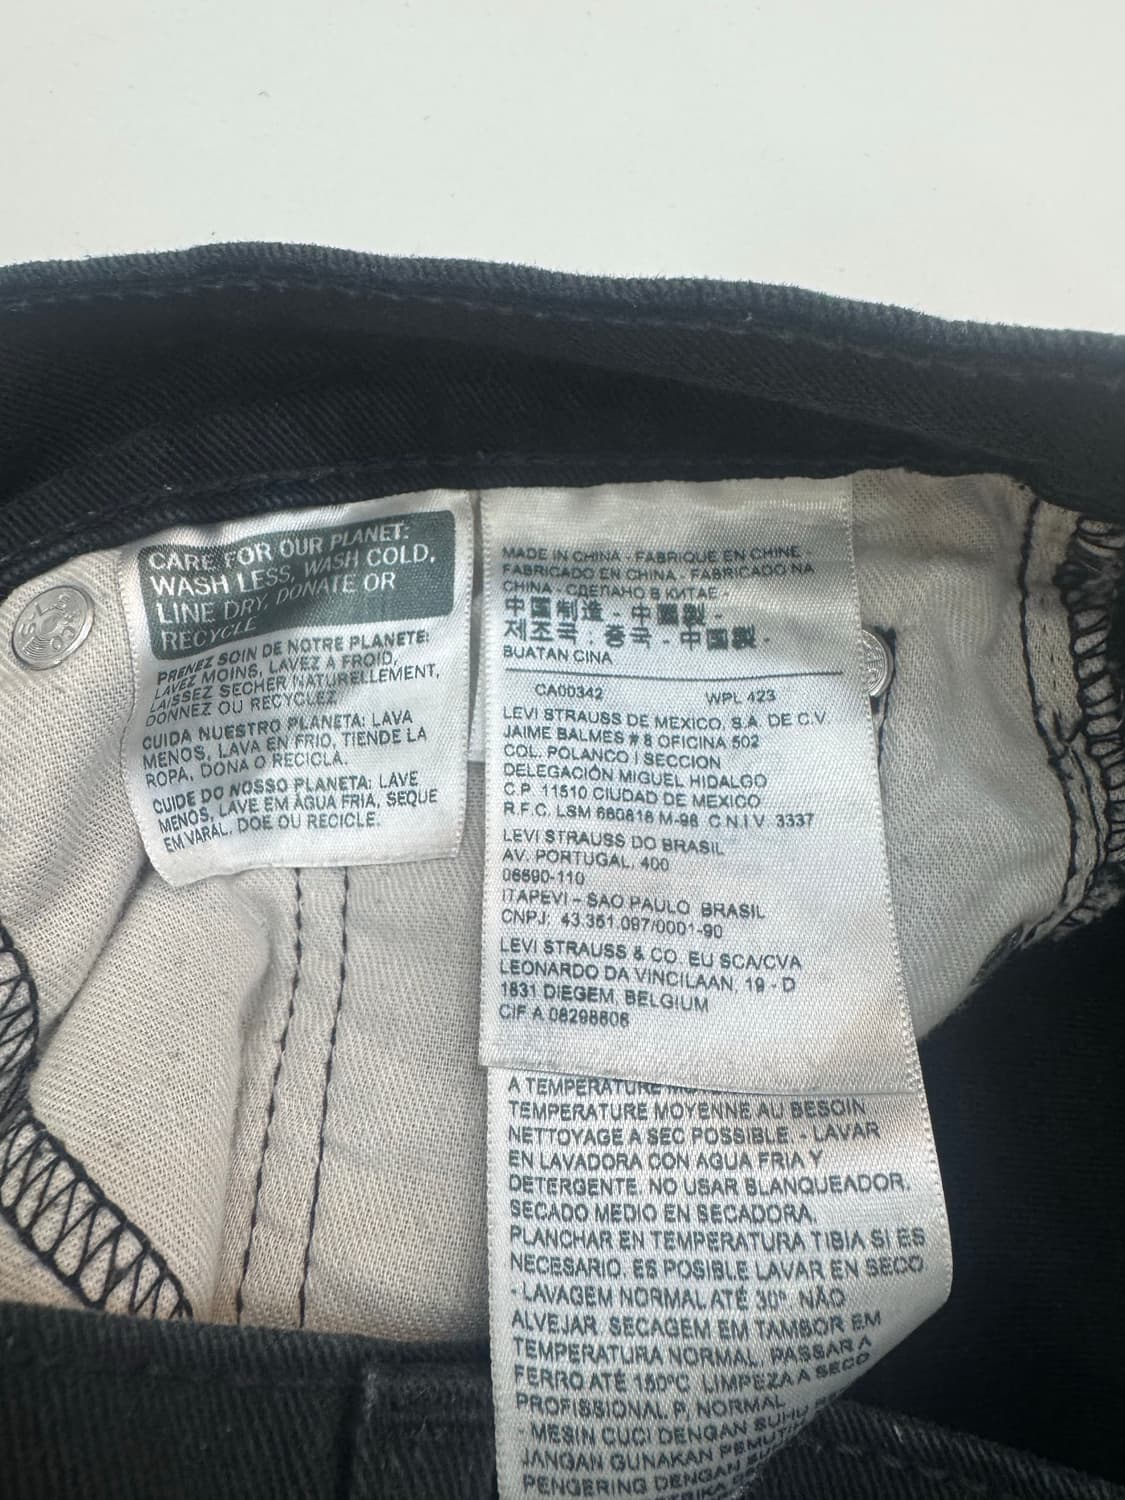 CARE FOR OUR PLANET:
WASH LESS, WASH COLD,
LINE DRY, DONATE OR
RECYCLE
PRENEZ SOIN DE NOTRE PLANETE:
LAVEZ MOINS, LAVEZ A FROID,
LAISSEZ SECHER NATURELLEMENT,
DONNEZ OU RECYCLEZ
CUIDA NUESTRO PLANETA: LAVA
MENOS, LAVA EN FRIO, TIENDE LA
ROPA, DONA O RECICLA.
CUIDE DO NOSSO PLANETA: LAVE
MENOS, LAVE EM ÁGUA FRIA, SEQUE
EM VARAL, DOE OU RECICLE.
MADE IN CHINA - FABRIQUE EN CHINE -
FABRICADO EN CHINA - FABRICADO NA
CHINA - СДЕЛАНО В КИТАЕ -
中国制造 - 中國製 -
제조국 : 중국 - 中国製 -
BUATAN CINA
CA00342 WPL 423
LEVI STRAUSS DE MEXICO, S.A. DE C.V.
JAIME BALMES # 8 OFICINA 502
COL. POLANCO I SECCION
DELEGACIÓN MIGUEL HIDALGO
C.P. 11510 CIUDAD DE MEXICO
R.F.C. LSM 660818 M-98 C N I V 3337
LEVI STRAUSS DO BRASIL
AV. PORTUGAL, 400
06690-110
ITAPEVI - SAO PAULO BRASIL
CNPJ: 43.351.097/0001-90
LEVI STRAUSS & CO. EU SCA/CVA
LEONARDO DA VINCILAAN, 19 - D
1831 DIEGEM, BELGIUM
CIF A 08298606
A TEMPERATURE
TEMPERATURE MOYENNE AU BESOIN
NETTOYAGE A SEC POSSIBLE. - LAVAR
EN LAVADORA CON AGUA FRIA Y
DETERGENTE. NO USAR BLANQUEADOR.
SECADO MEDIO EN SECADORA.
PLANCHAR EN TEMPERATURA TIBIA SI ES
NECESARIO. ES POSIBLE LAVAR EN SECO
- LAVAGEM NORMAL ATÉ 30º. NÃO
ALVEJAR. SECAGEM EM TAMBOR EM
TEMPERATURA NORMAL. PASSAR A
FERRO ATÉ 150ºC. LIMPEZA A SECO
PROFISSIONAL P, NORMAL
- MESIN CUCI DENGAN SUHU
JANGAN GUNAKAN
PENGERING DENGAN